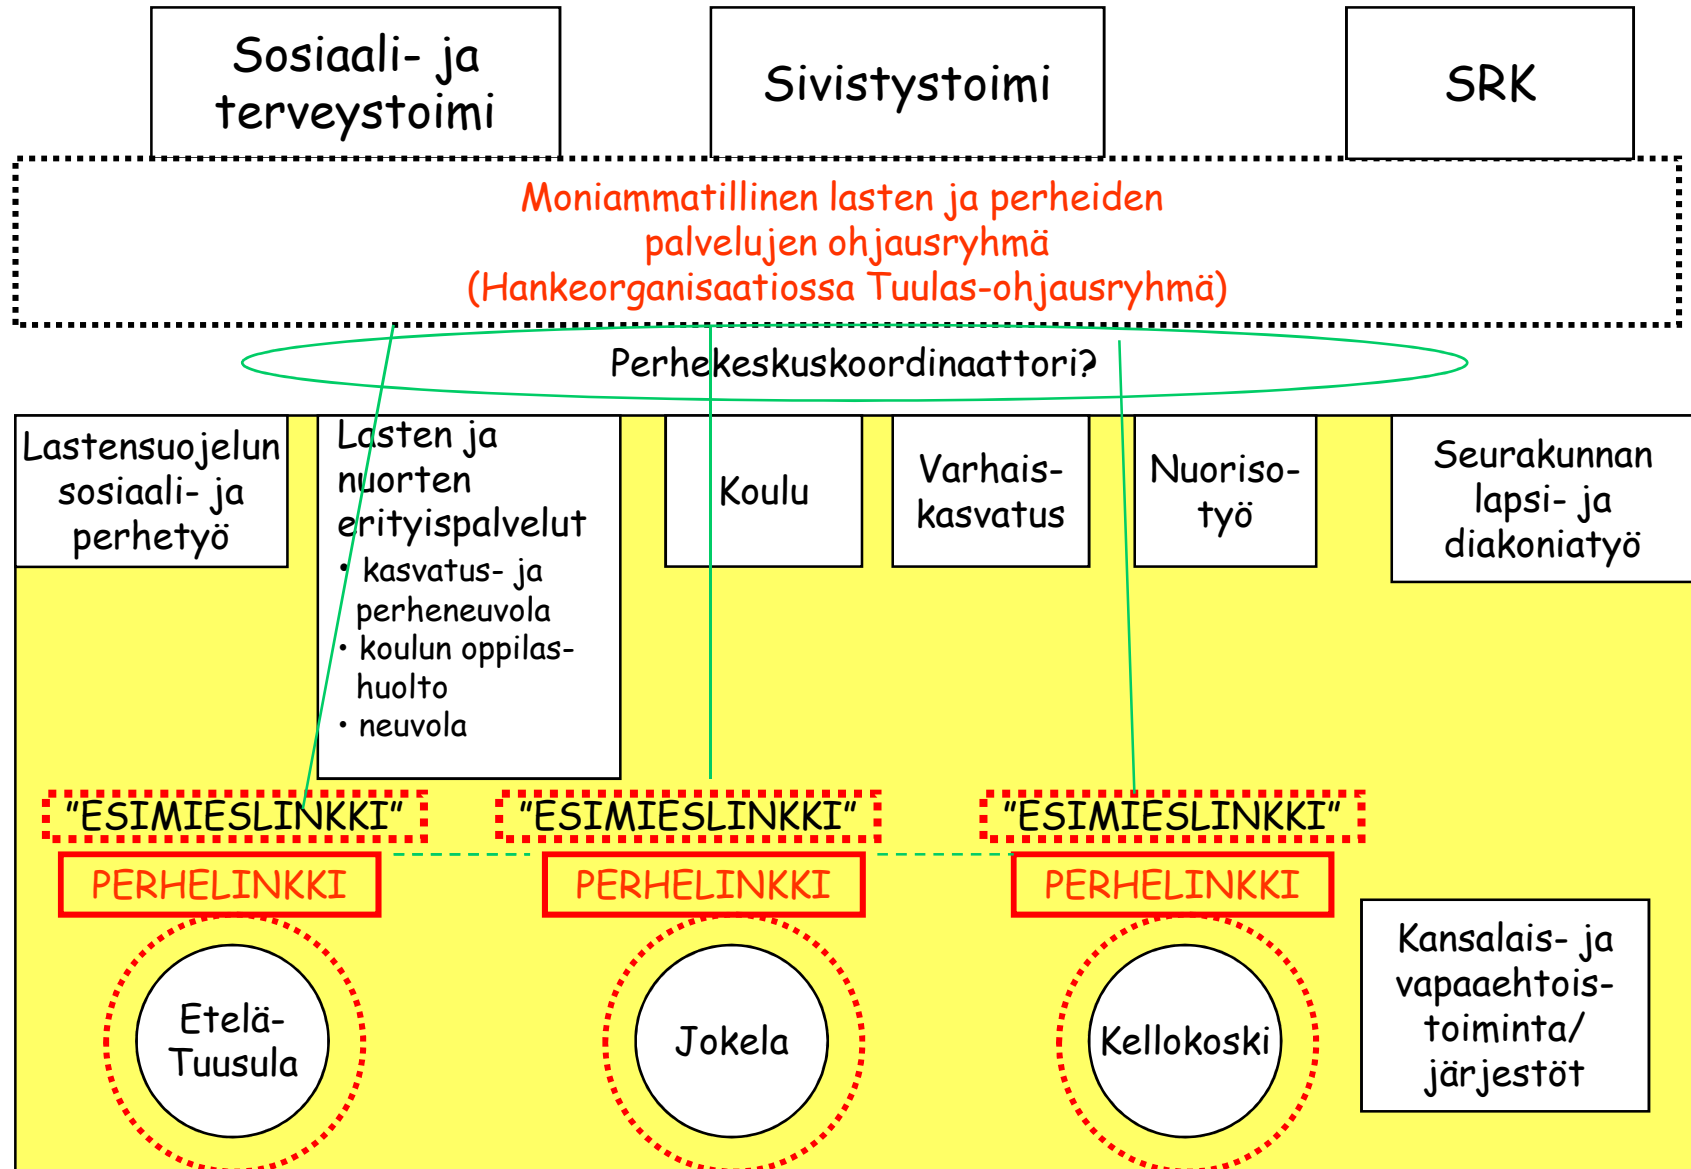 Sosiaali- ja
terveystoimi
Sivistystoimi
SRK
Moniammatillinen lasten ja perheiden
palvelujen ohjausryhmä
(Hankeorganisaatiossa Tuulas-ohjausryhmä)
Perhekeskuskoordinaattori?
Lastensuojelun
sosiaali- ja
perhetyö
Lasten ja
nuorten
erityispalvelut
• kasvatus- ja
perheneuvola
• koulun oppilas-
huolto
• neuvola
Koulu
Varhais-
kasvatus
Nuoriso-
työ
Seurakunnan
lapsi- ja
diakoniatyö
"ESIMIESLINKKI"
"ESIMIESLINKKI"
"ESIMIESLINKKI"
PERHELINKKI
PERHELINKKI
PERHELINKKI
Etelä-
Tuusula
Jokela
Kellokoski
Kansalais- ja
vapaaehtois-
toiminta/
järjestöt